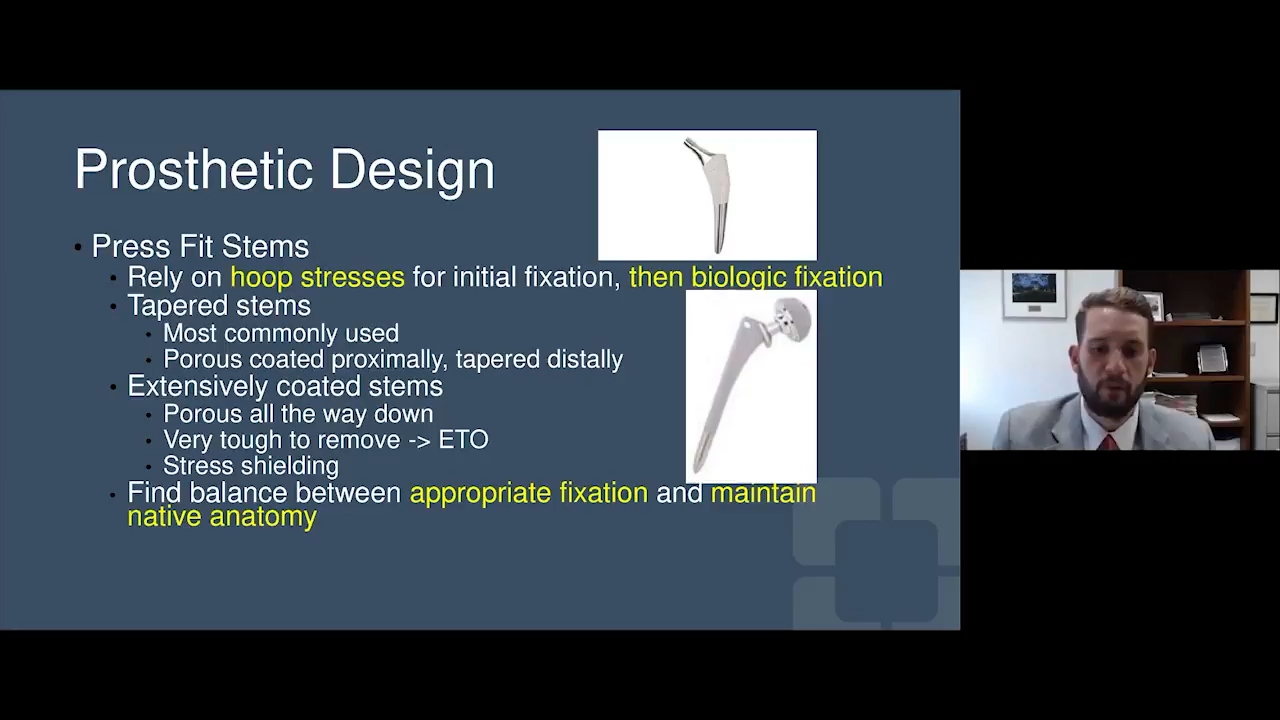 Prosthetic Design
• Press Fit Stems
• Rely on hoop stresses for initial fixation, then biologic fixation
• Tapered stems
• Most commonly used
• Porous coated proximally, tapered distally
• Extensively coated stems
• Porous all the way down
• Very tough to remove -> ETO
• Stress shielding
• Find balance between appropriate fixation and maintain
native anatomy